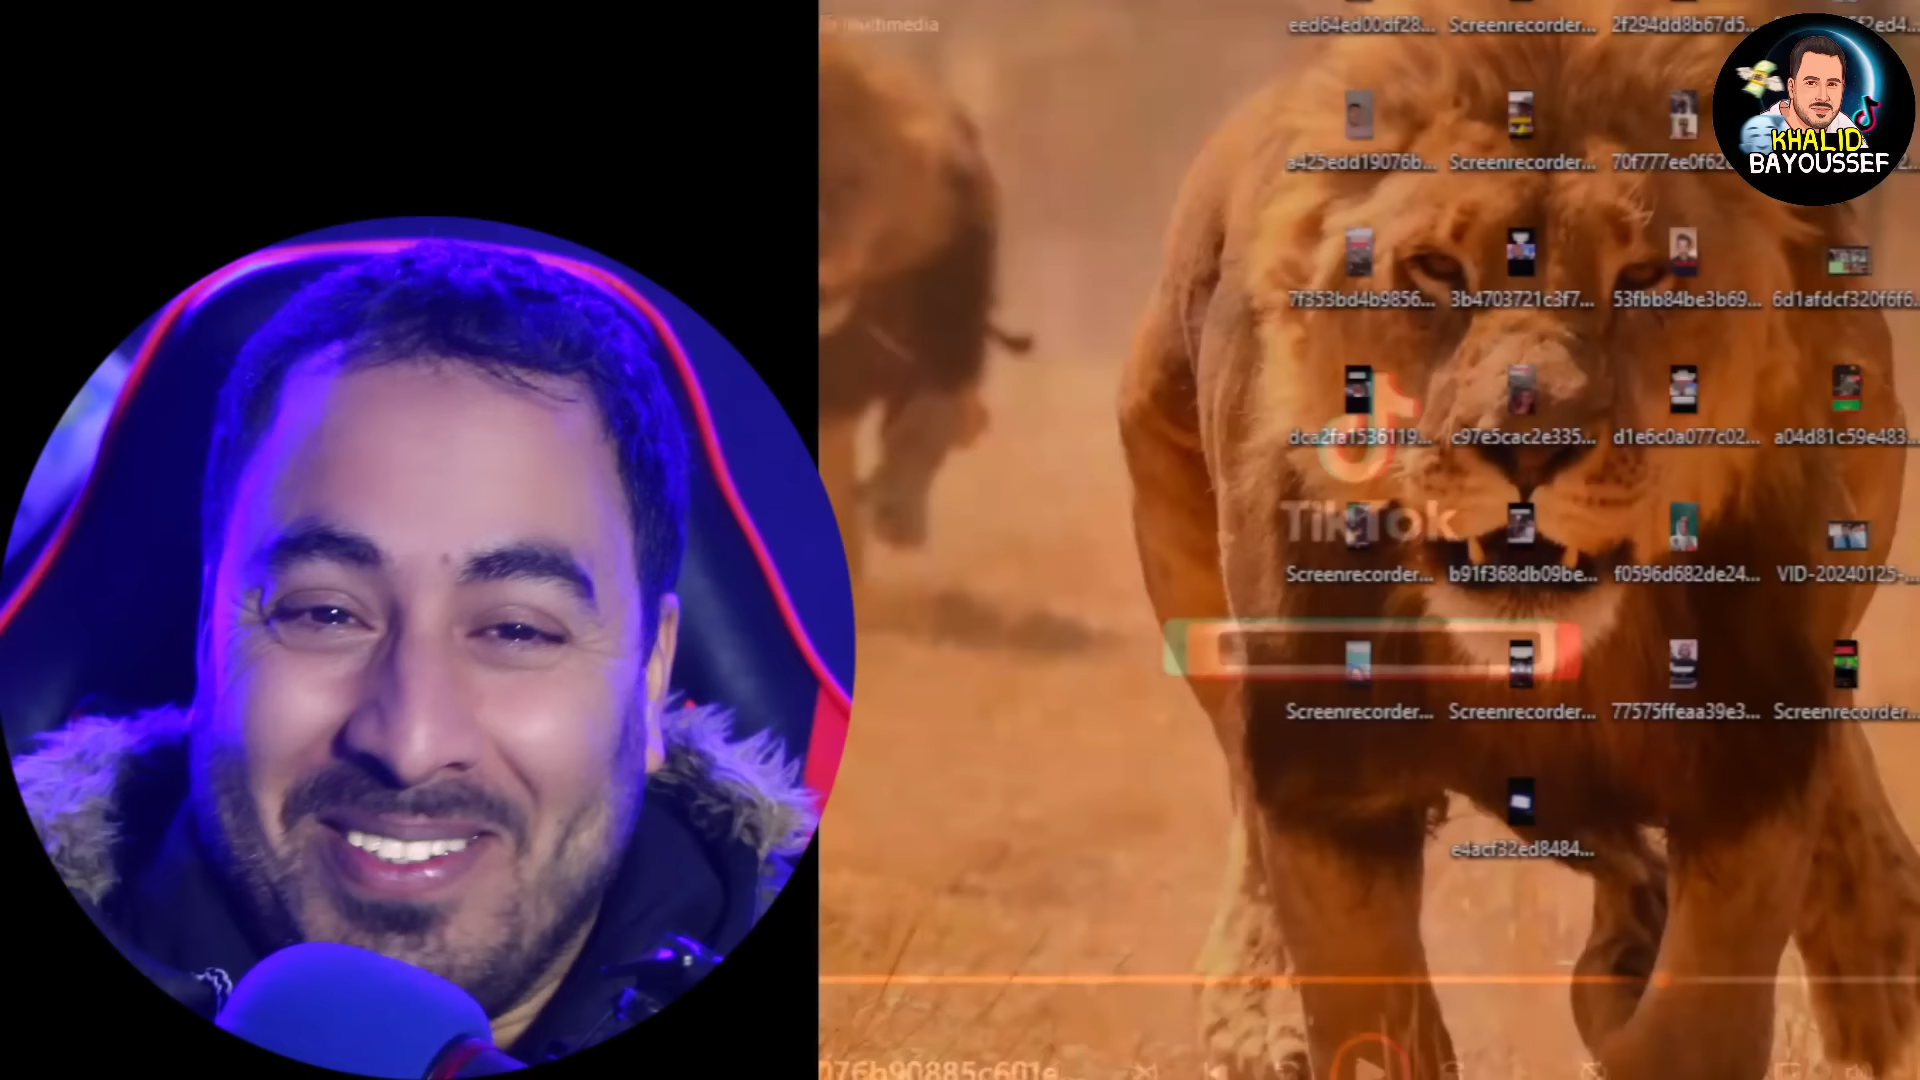 eed64ed00df28...
Screenrecorder...
2f294dd8b67d5...
a425edd19076b...
Screenrecorder...
KHALID
BAYOUSSEF
7f353bd4b9856...
3b4703721c3f7...
53fbb84be3b69...
6d1afdcf320f6f6...
dca2fa1536119...
c97e5cac2e335...
d1e6c0a077c02...
a04d81c59e483...
TikTok
Screenrecorder...
b91f368db09be...
f0596d682de24...
VID-20240125-...
Screenrecorder...
Screenrecorder...
77575ffeaa39e3...
Screenrecorder...
e4acf32ed8484...